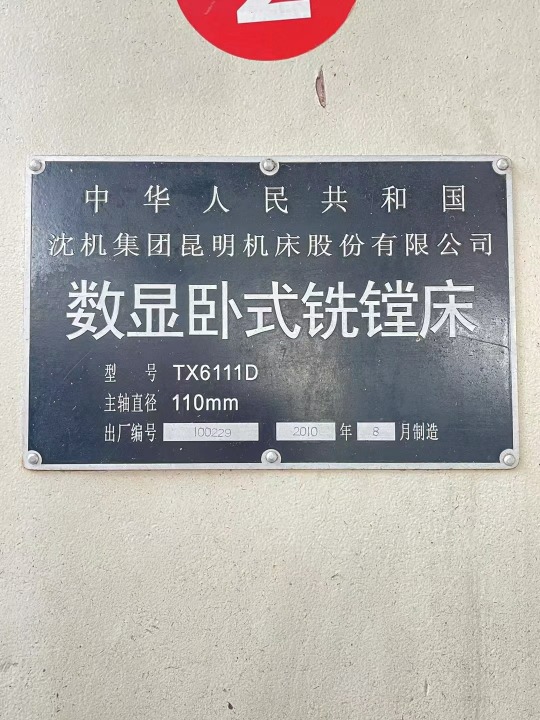 2
中华人民共和国
沈机集团昆明机床股份有限公司
数显卧式铣镗床
型号 TX6111D
主轴直径 110mm
出厂编号 100229 2010 年 8 月制造